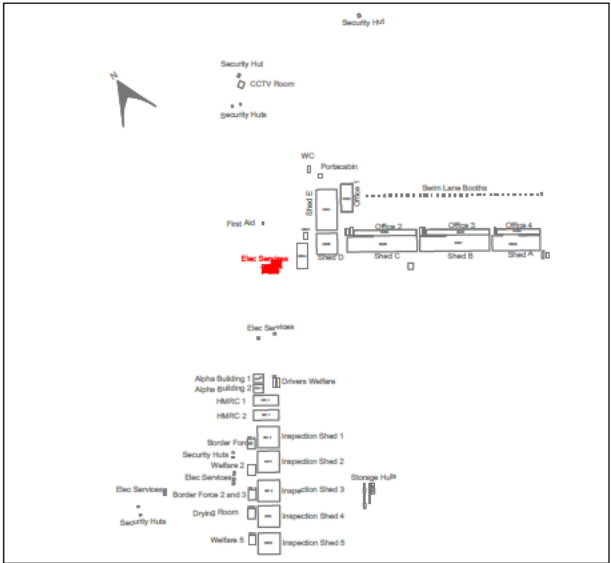 Security Hut
N
Security Hut
CCTV Room
Security Huts
WC
Portacabin
Shed E
Office 1
Swim Lane Booths
First Aid
Office 2
Office 3
Office 4
Elec Services
Shed D
Shed C
Shed B
Shed A
Elec Services
Alpha Building 1
Drivers Welfare
Alpha Building 2
HMRC 1
HMRC 2
Border Force
Inspection Shed 1
Security Huts
Inspection Shed 2
Welfare 2
Elec Services
Storage Huts
Elec Services
Border Force 2 and 3
Inspection Shed 3
Drying Room
Inspection Shed 4
Security Huts
Welfare 5
Inspection Shed 5